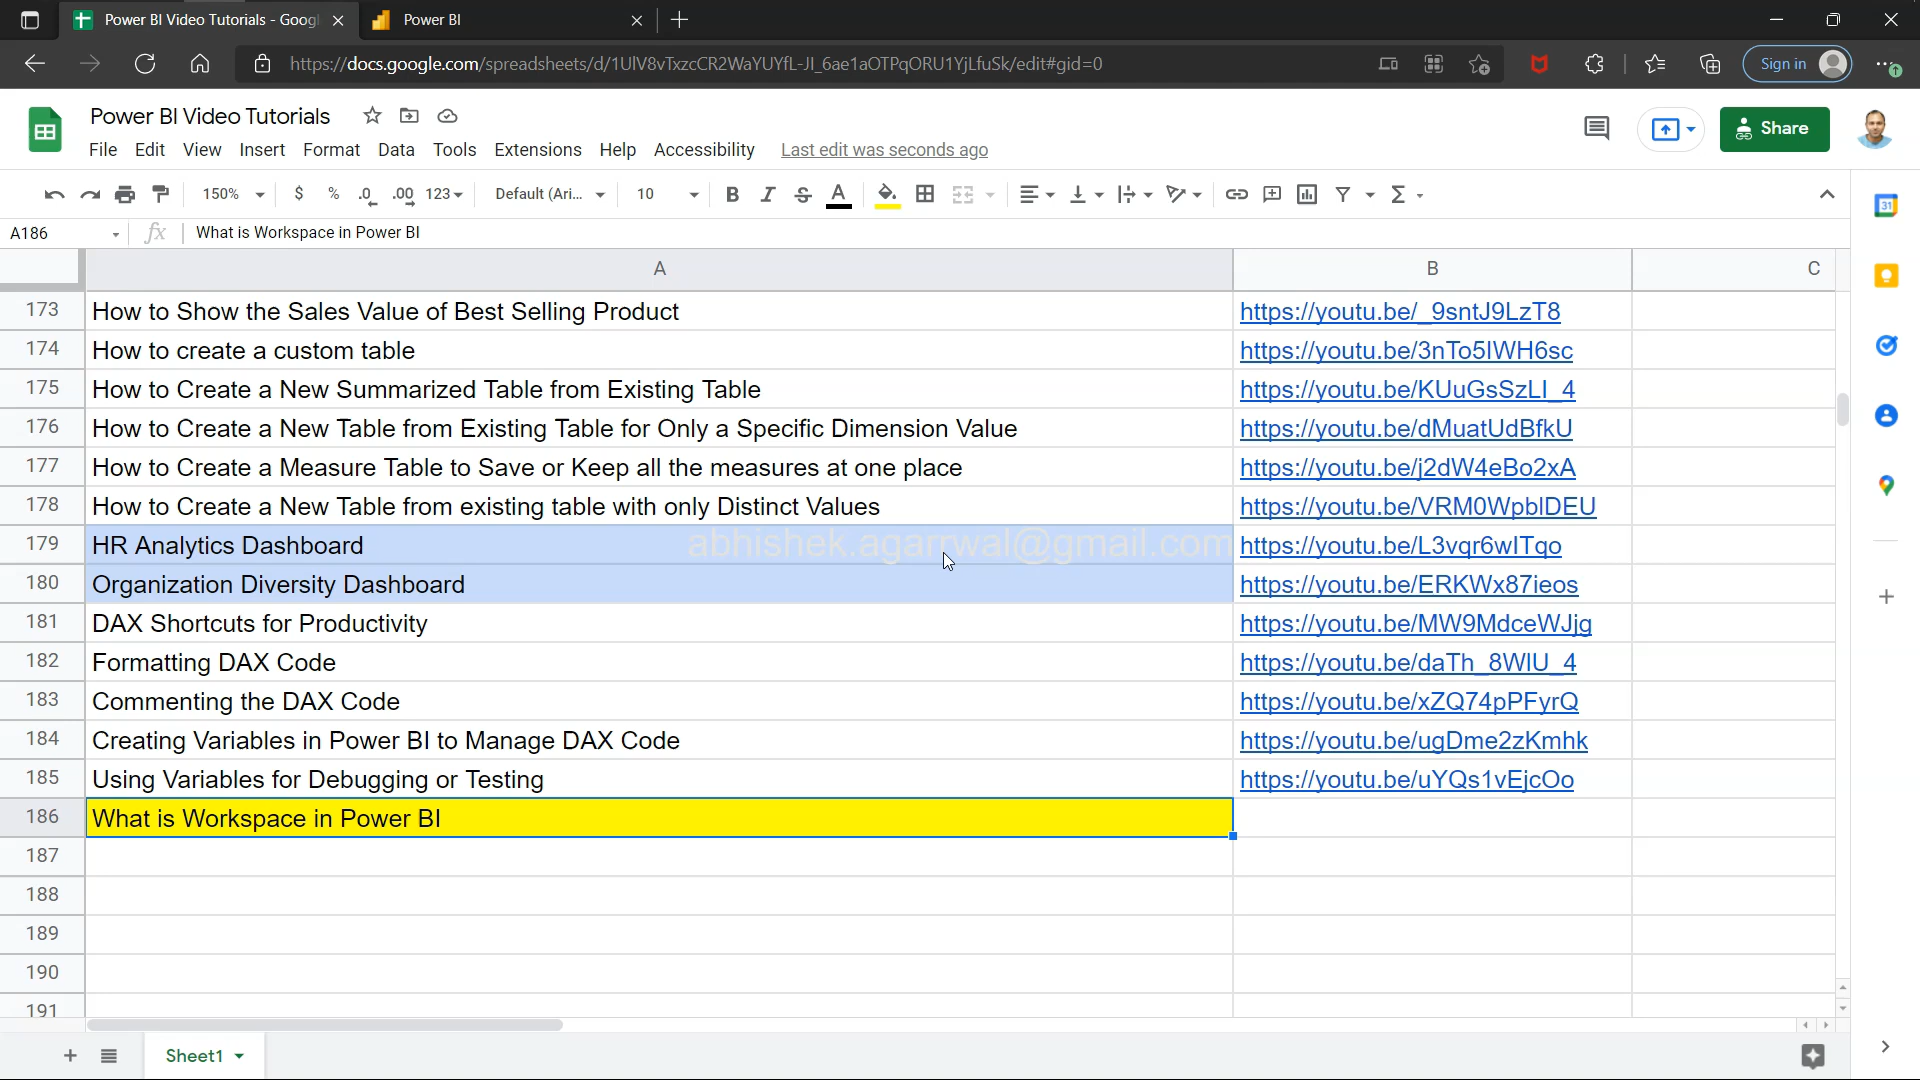 Power BI Video Tutorials - Googl
Power BI
https://docs.google.com/spreadsheets/d/1UlV8vTxzcCR2WaYUYfL-JI_6ae1aOTPqORU1YjLfuSk/edit#gid=0
Sign in
Power BI Video Tutorials
File Edit View Insert Format Data Tools Extensions Help Accessibility Last edit was seconds ago
Share
150% $ % .0 .00 123 Default (Ari... 10 B I S A Σ
A186 fx What is Workspace in Power BI
A B C
173 How to Show the Sales Value of Best Selling Product https://youtu.be/_9sntJ9LzT8
174 How to create a custom table https://youtu.be/3nTo5IWH6sc
175 How to Create a New Summarized Table from Existing Table https://youtu.be/KUuGsSzLI_4
176 How to Create a New Table from Existing Table for Only a Specific Dimension Value https://youtu.be/dMuatUdBfkU
177 How to Create a Measure Table to Save or Keep all the measures at one place https://youtu.be/j2dW4eBo2xA
178 How to Create a New Table from existing table with only Distinct Values https://youtu.be/VRM0WpblDEU
179 HR Analytics Dashboard abhishek.agarrwal@gmail.com https://youtu.be/L3vqr6wITqo
180 Organization Diversity Dashboard https://youtu.be/ERKWx87ieos
181 DAX Shortcuts for Productivity https://youtu.be/MW9MdceWJjg
182 Formatting DAX Code https://youtu.be/daTh_8WIU_4
183 Commenting the DAX Code https://youtu.be/xZQ74pPFyrQ
184 Creating Variables in Power BI to Manage DAX Code https://youtu.be/ugDme2zKmhk
185 Using Variables for Debugging or Testing https://youtu.be/uYQs1vEjcOo
186 What is Workspace in Power BI
187
188
189
190
191
Sheet1
31